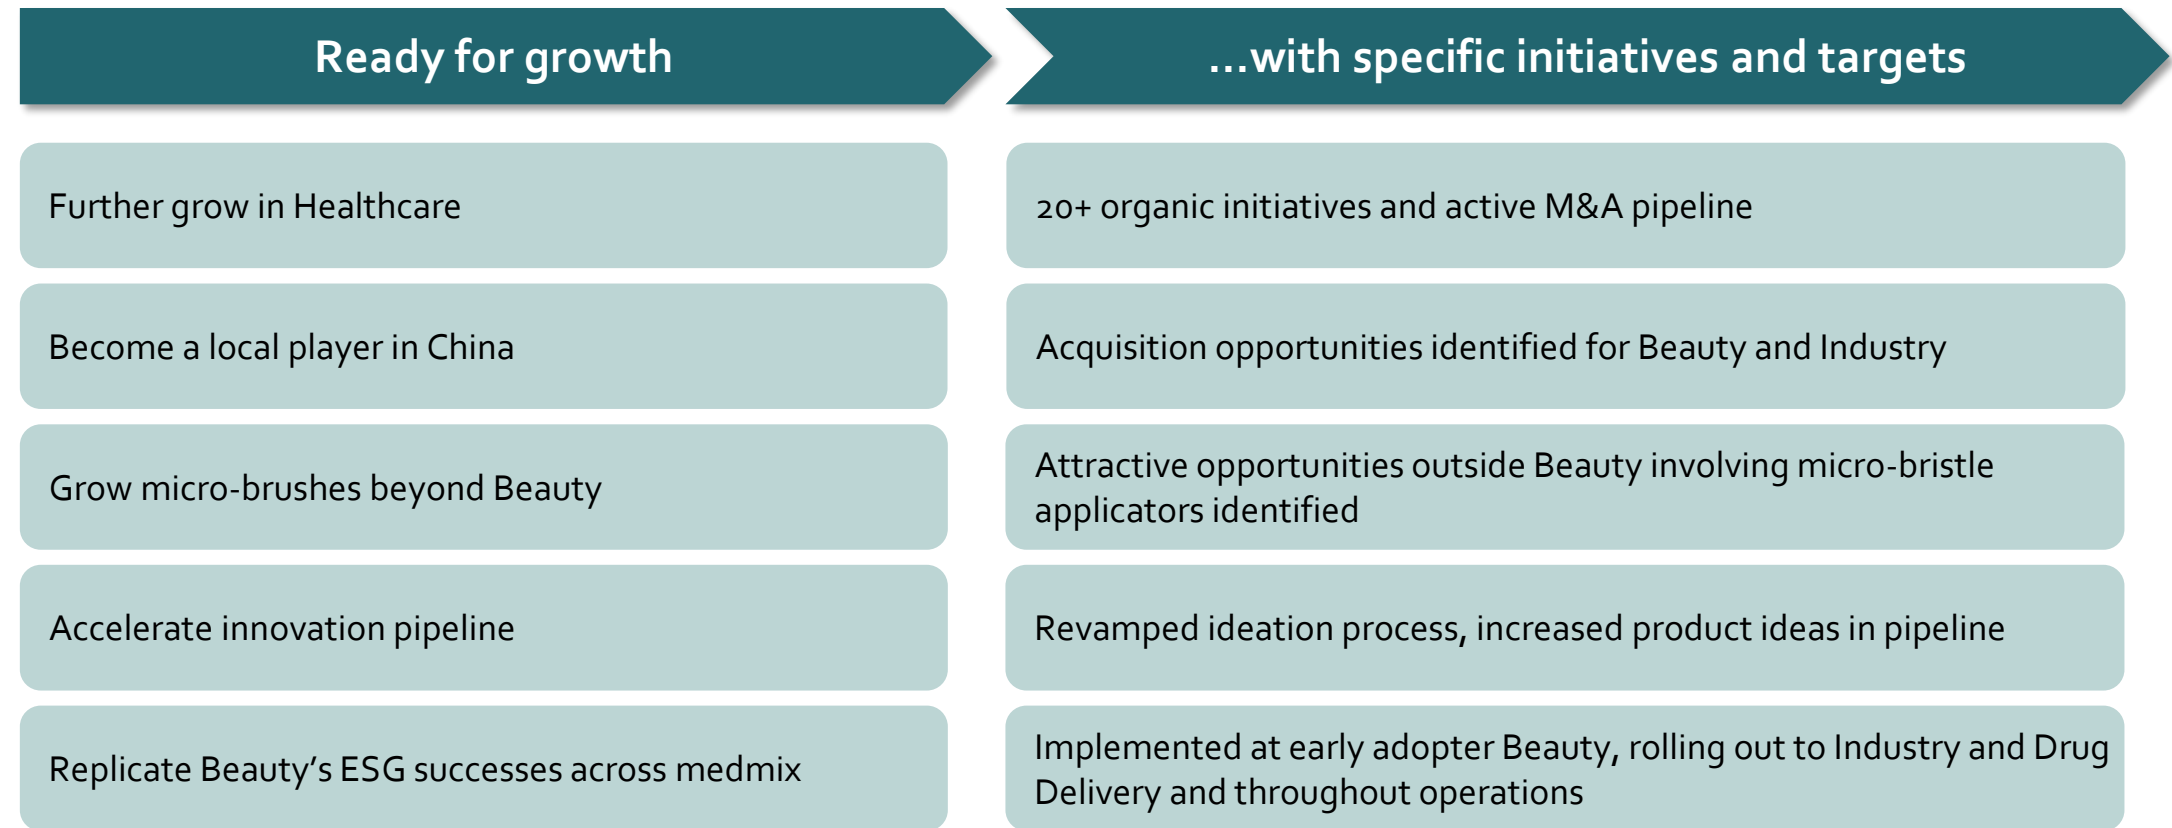 Ready for growth
...with specific initiatives and targets
Further grow in Healthcare
20+ organic initiatives and active M&A pipeline
Become a local player in China
Acquisition opportunities identified for Beauty and Industry
Grow micro-brushes beyond Beauty
Attractive opportunities outside Beauty involving micro-bristle
applicators identified
Accelerate innovation pipeline
Revamped ideation process, increased product ideas in pipeline
Replicate Beauty’s ESG successes across medmix
Implemented at early adopter Beauty, rolling out to Industry and Drug
Delivery and throughout operations